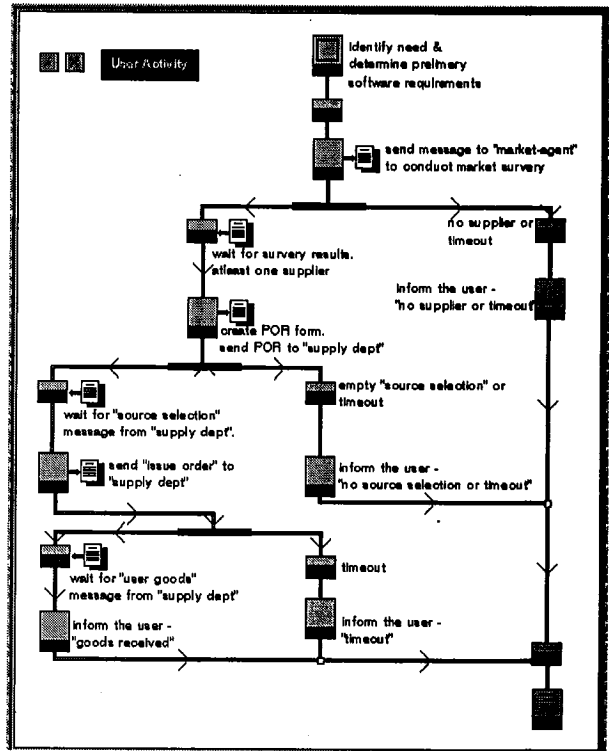 User Activity
Identify need &
determine prelimary
software requirements
send message to "market-agent"
to conduct market survery
no supplier or
timeout
wait for survery results.
atleast one supplier
inform the user -
"no supplier or timeout"
create POR form.
send POR to "supply dept"
empty "source selection" or
timeout
wait for "source selection"
message from "supply dept".
send "issue order" to
"supply dept"
inform the user -
"no source selection or timeout"
timeout
wait for "user goods"
message from "supply dept"
inform the user -
"goods received"
inform the user -
"timeout"